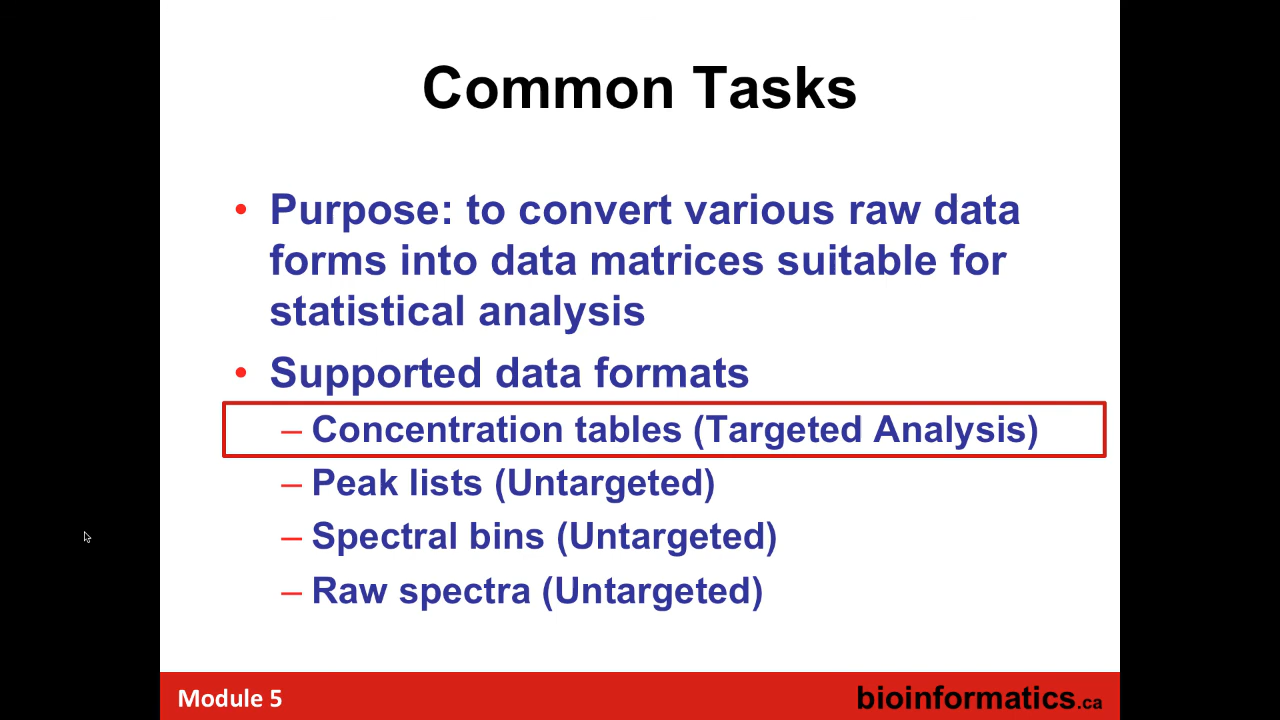 Common Tasks
• Purpose: to convert various raw data
forms into data matrices suitable for
statistical analysis
• Supported data formats
– Concentration tables (Targeted Analysis)
– Peak lists (Untargeted)
– Spectral bins (Untargeted)
– Raw spectra (Untargeted)
Module 5
bioinformatics.ca